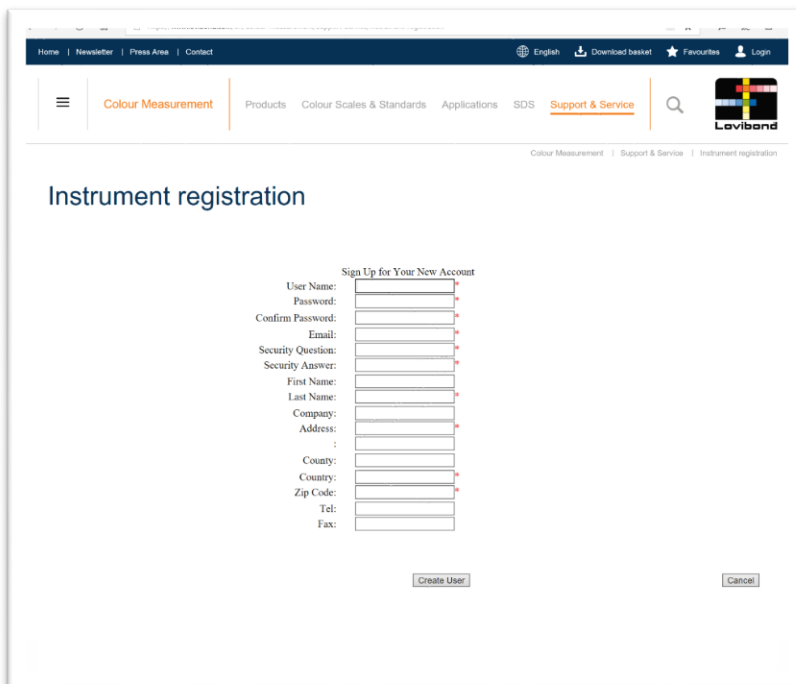 Home | Newsletter | Press Area | Contact English Download basket Favourites Login
Colour Measurement Products Colour Scales & Standards Applications SDS Support & Service
Lovibond
Colour Measurement | Support & Service | Instrument registration
Instrument registration
Sign Up for Your New Account
User Name: *
Password: *
Confirm Password: *
Email: *
Security Question: *
Security Answer: *
First Name:
Last Name: *
Company:
Address: *
:
County:
Country: *
Zip Code: *
Tel:
Fax:
Create User Cancel